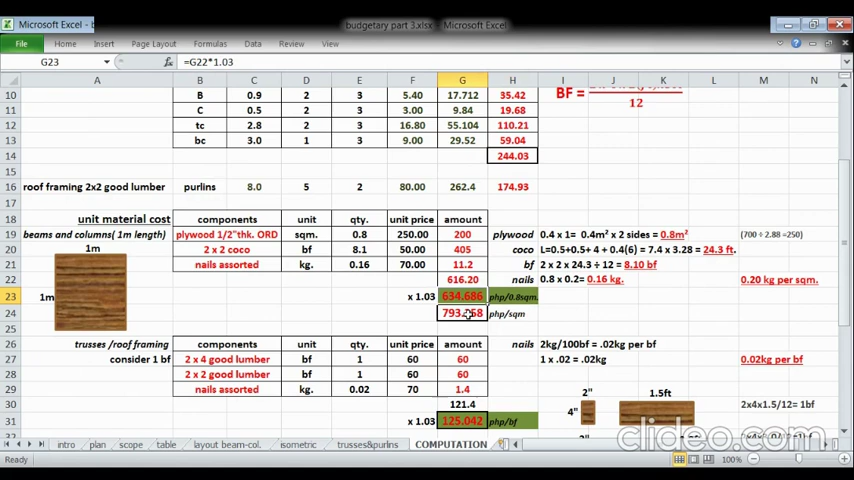 Microsoft Excel - b
budgetary part 3.xlsx - Microsoft Excel
File Home Insert Page Layout Formulas Data Review View
G23 fx =G22*1.03
A B C D E F G H I J K L M N
10 B 0.9 2 3 5.40 17.712 35.42 BF =
11 C 0.5 2 3 3.00 9.84 19.68 12
12 tc 2.8 2 3 16.80 55.104 110.21
13 bc 3.0 1 3 9.00 29.52 59.04
14 244.03
15
16 roof framing 2x2 good lumber purlins 8.0 5 2 80.00 262.4 174.93
17
18 unit material cost components unit qty. unit price amount
19 beams and columns( 1m length) plywood 1/2"thk. ORD sqm. 0.8 250.00 200 plywood 0.4 x 1= 0.4m² x 2 sides = 0.8m² (700 ÷ 2.88 =250)
20 1m 2 x 2 coco bf 8.1 50.00 405 coco L=0.5+0.5+ 4 + 0.4(6) = 7.4 x 3.28 = 24.3 ft.
21 nails assorted kg. 0.16 70.00 11.2 bf 2 x 2 x 24.3 ÷ 12 = 8.10 bf
22 616.20 nails 0.8 x 0.2= 0.16 kg. 0.20 kg per sqm.
23 1m x 1.03 634.686 php/0.8sqm.
24 php/sqm
25
26 trusses /roof framing components unit qty. unit price amount nails 2kg/100bf = .02kg per bf
27 consider 1 bf 2 x 4 good lumber bf 1 60 60 1 x .02 = .02kg 0.02kg per bf
28 2 x 2 good lumber bf 1 60 60
29 nails assorted kg. 0.02 70 1.4 2" 1.5ft
30 121.4 4" 2x4x1.5/12= 1bf
31 x 1.03 125.042 php/bf
clideo.com
intro plan scope table layout beam-col. isometric trusses&purlins COMPUTATION
Ready 100%